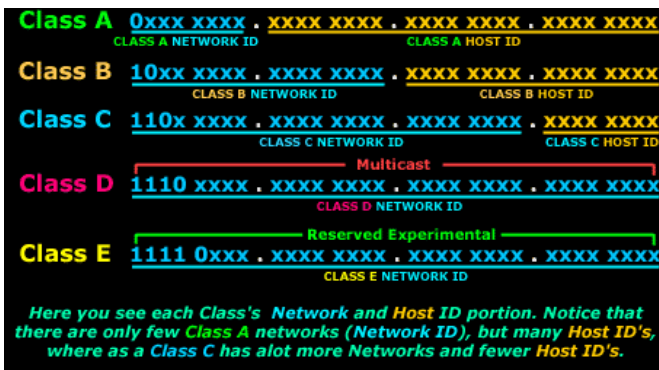 Class A 0xxx xxxx . xxxx xxxx . xxxx xxxx . xxxx xxxx
CLASS A NETWORK ID CLASS A HOST ID
Class B 10xx xxxx . xxxx xxxx . xxxx xxxx . xxxx xxxx
CLASS B NETWORK ID CLASS B HOST ID
Class C 110x xxxx . xxxx xxxx . xxxx xxxx . xxxx xxxx
CLASS C NETWORK ID CLASS C HOST ID
Multicast
Class D 1110 xxxx . xxxx xxxx . xxxx xxxx . xxxx xxxx
CLASS D NETWORK ID
Reserved Experimental
Class E 1111 0xxx . xxxx xxxx . xxxx xxxx . xxxx xxxx
CLASS E NETWORK ID
Here you see each Class's Network and Host ID portion. Notice that
there are only few Class A networks (Network ID), but many Host ID's,
where as a Class C has alot more Networks and fewer Host ID's.